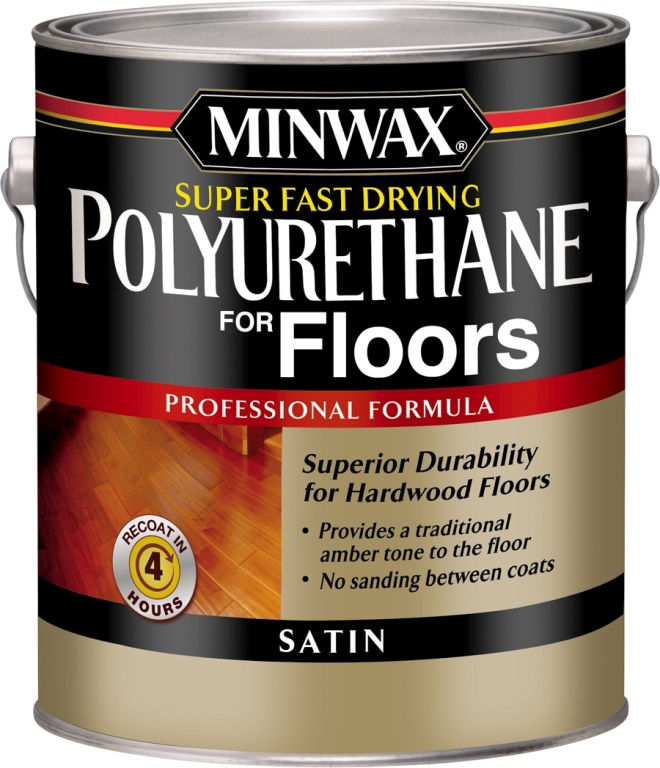 MINWAX®
SUPER FAST DRYING
POLYURETHANE
FOR Floors
PROFESSIONAL FORMULA
Superior Durability
for Hardwood Floors
• Provides a traditional
amber tone to the floor
• No sanding between coats
RECOAT IN
4
HOURS
SATIN